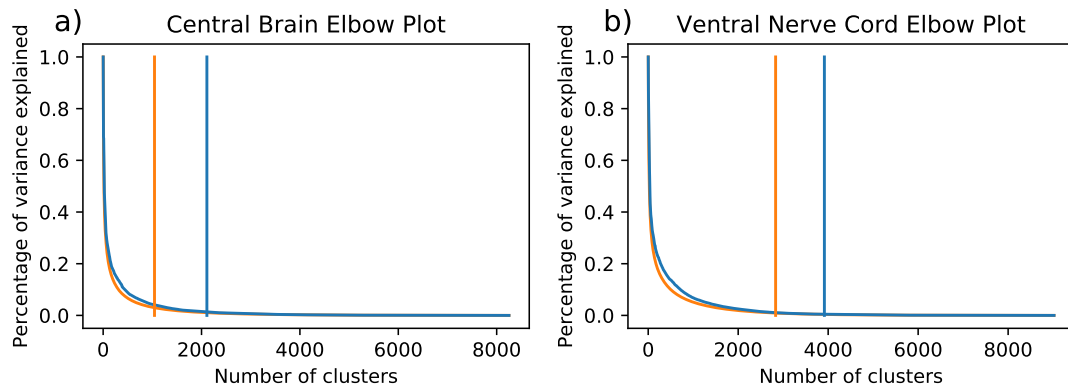 a)
Central Brain Elbow Plot
Percentage of variance explained
1.0
0.8
0.6
0.4
0.2
0.0
0 2000 4000 6000 8000
Number of clusters
b)
Ventral Nerve Cord Elbow Plot
Percentage of variance explained
1.0
0.8
0.6
0.4
0.2
0.0
0 2000 4000 6000 8000
Number of clusters